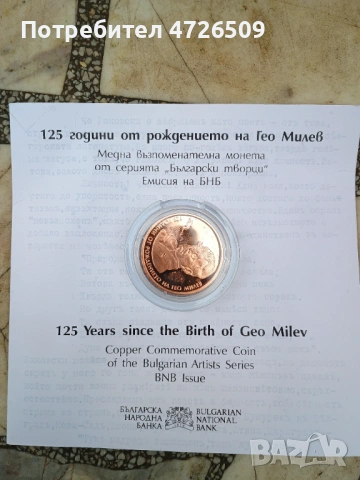 Потребител 4726509
125 години от рождението на Гео Милев
Медна възпоменателна монета
от серията „Български творци“
Емисия на БНБ
125 Years since the Birth of Geo Milev
Copper Commemorative Coin
of the Bulgarian Artists Series
BNB Issue
БЪЛГАРСКА
НАРОДНА
БАНКА
BULGARIAN
NATIONAL
BANK
BAZAR